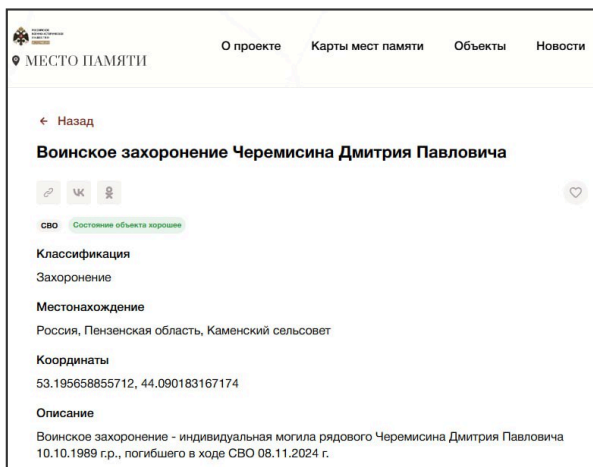 МЕСТО ПАМЯТИ
О проекте
Карты мест памяти
Объекты
Новости
← Назад
Воинское захоронение Черемисина Дмитрия Павловича
СВО
Состояние объекта хорошее
Классификация
Захоронение
Местонахождение
Россия, Пензенская область, Каменский сельсовет
Координаты
53.195658855712, 44.090183167174
Описание
Воинское захоронение - индивидуальная могила рядового Черемисина Дмитрия Павловича
10.10.1989 г.р., погибшего в ходе СВО 08.11.2024 г.